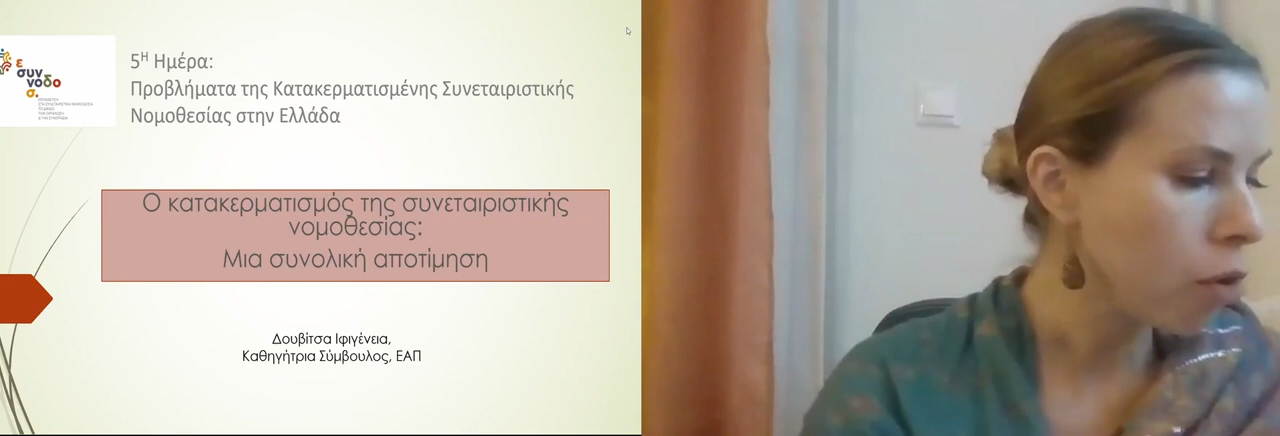 ε
συν
νοδο
ά.
5Η Ημέρα:
Προβλήματα της Κατακερματισμένης Συνεταιριστικής
Νομοθεσίας στην Ελλάδα
Ο κατακερματισμός της συνεταιριστικής
νομοθεσίας:
Μια συνολική αποτίμηση
Δουβίτσα Ιφιγένεια,
Καθηγήτρια Σύμβουλος, ΕΑΠ